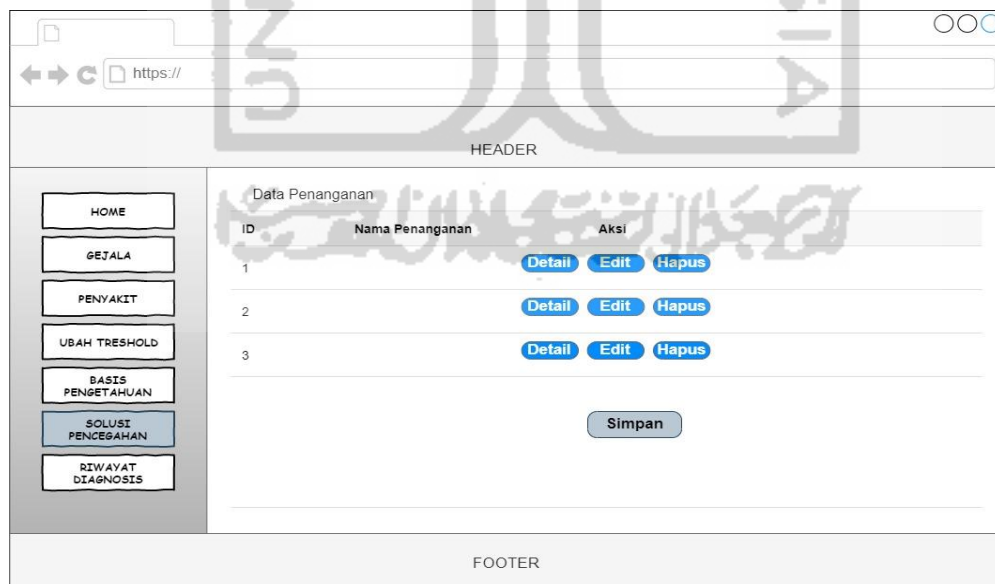 https://
HEADER
HOME
GEJALA
PENYAKIT
UBAH TRESHOLD
BASIS
PENGETAHUAN
SOLUSI
PENCEGAHAN
RIWAYAT
DIAGNOSIS
Data Penanganan
ID Nama Penanganan Aksi
1 Detail Edit Hapus
2 Detail Edit Hapus
3 Detail Edit Hapus
Simpan
FOOTER